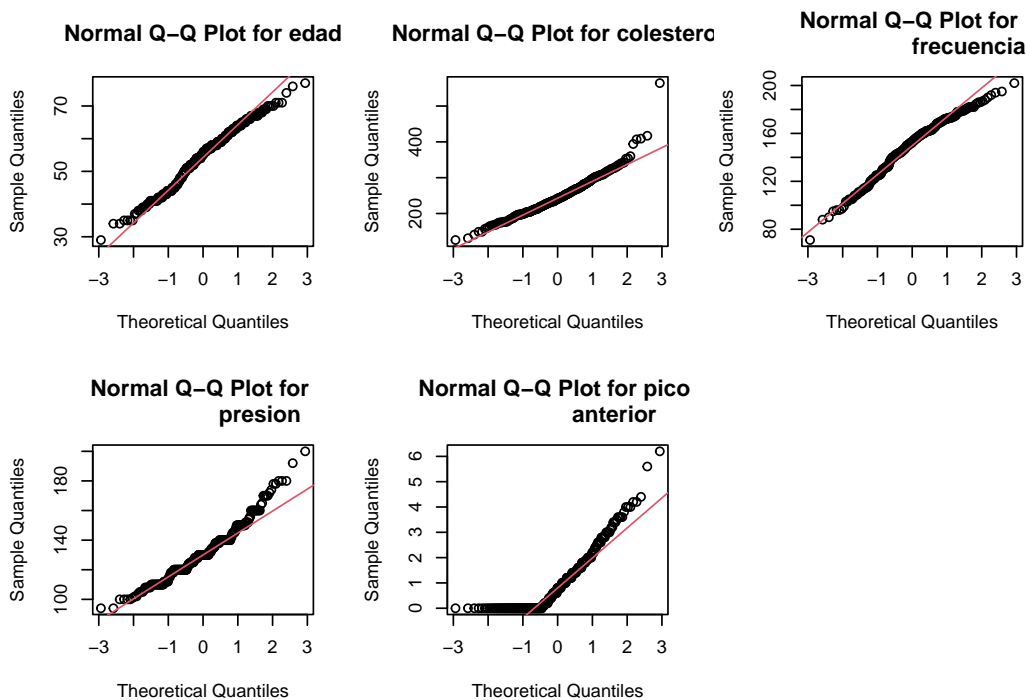 Normal Q−Q Plot for edad
Sample Quantiles
30 50 70
−3 −1 0 1 2 3
Theoretical Quantiles
Normal Q−Q Plot for colestero
Sample Quantiles
200 400
−3 −1 0 1 2 3
Theoretical Quantiles
Normal Q−Q Plot for
frecuencia
Sample Quantiles
80 120 160 200
−3 −1 0 1 2 3
Theoretical Quantiles
Normal Q−Q Plot for
presion
Sample Quantiles
100 140 180
−3 −1 0 1 2 3
Theoretical Quantiles
Normal Q−Q Plot for pico
anterior
Sample Quantiles
0 1 2 3 4 5 6
−3 −1 0 1 2 3
Theoretical Quantiles